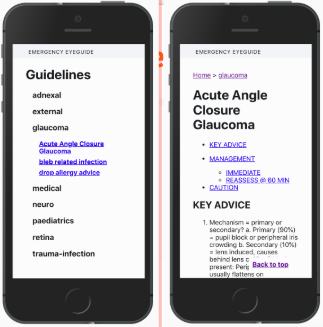 EMERGENCY EYEGUIDE
Guidelines
adnexal
external
glaucoma
Acute Angle Closure
Glaucoma
bleb related infection
drop allergy advice
medical
neuro
paediatrics
retina
trauma-infection
EMERGENCY EYEGUIDE
Home > glaucoma
Acute Angle
Closure
Glaucoma
KEY ADVICE
MANAGEMENT
IMMEDIATE
REASSESS @ 60 MIN
CAUTION
KEY ADVICE
1. Mechanism = primary or
secondary? a. Primary (90%)
= pupil block or peripheral iris
crowding b. Secondary (10%)
= lens induced, causes
behind lens
present:
Back to top
usually flattens on